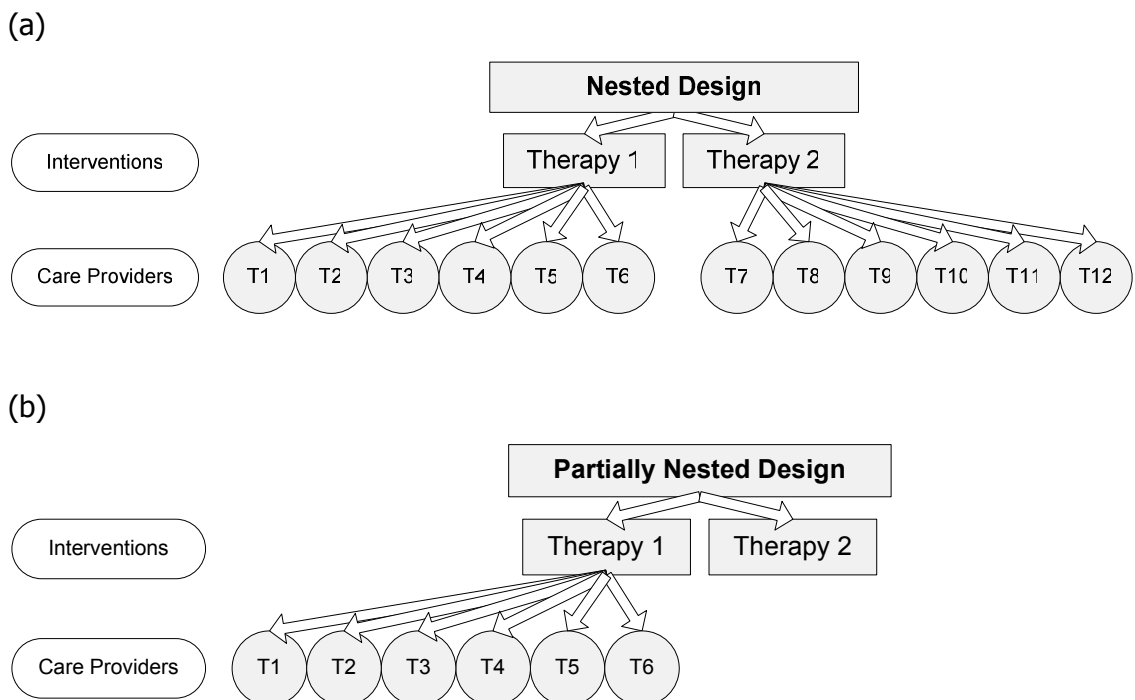 (a)
Nested Design
Interventions
Therapy 1
Therapy 2
Care Providers
T1
T2
T3
T4
T5
T6
T7
T8
T9
T10
T11
T12
(b)
Partially Nested Design
Interventions
Therapy 1
Therapy 2
Care Providers
T1
T2
T3
T4
T5
T6